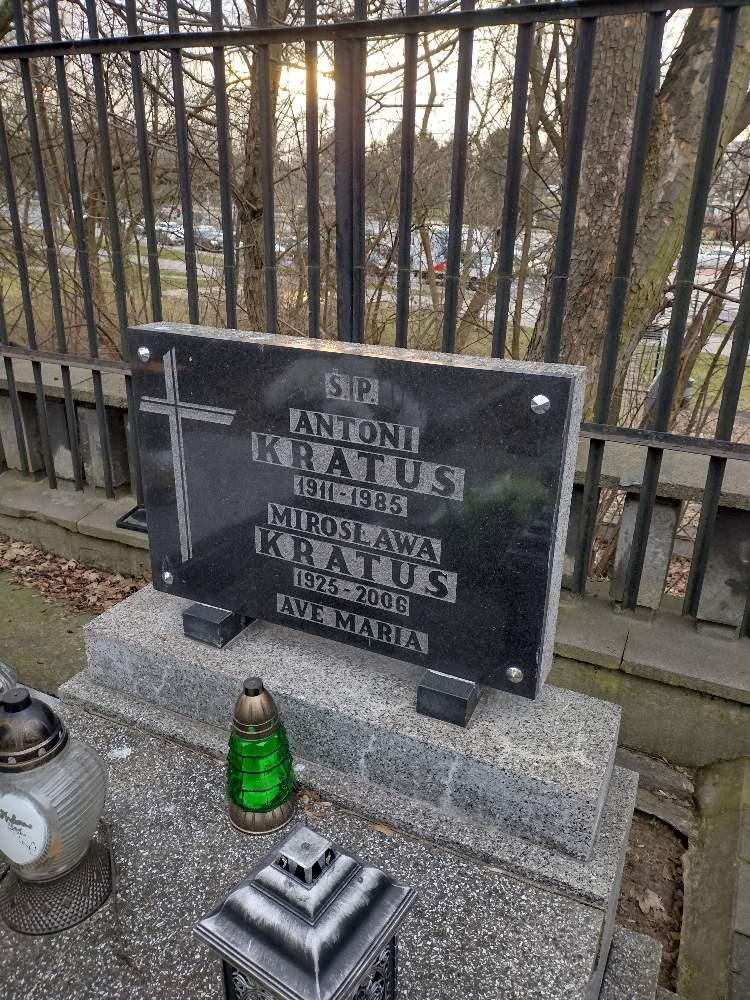 Ś.P.
ANTONI
KRATUS
1911-1985
MIROSŁAWA
KRATUS
1925-2006
AVE MARIA